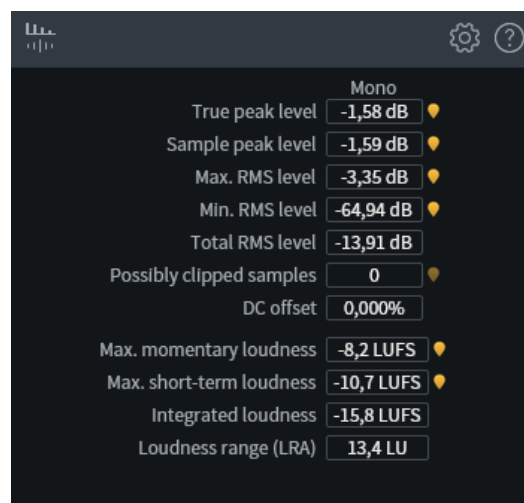 Mono
True peak level -1,58 dB
Sample peak level -1,59 dB
Max. RMS level -3,35 dB
Min. RMS level -64,94 dB
Total RMS level -13,91 dB
Possibly clipped samples 0
DC offset 0,000%
Max. momentary loudness -8,2 LUFS
Max. short-term loudness -10,7 LUFS
Integrated loudness -15,8 LUFS
Loudness range (LRA) 13,4 LU